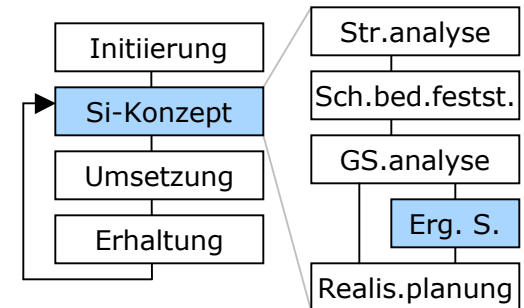 Initiierung
Si-Konzept
Umsetzung
Erhaltung
Str.analyse
Sch.bed.festst.
GS.analyse
Erg. S.
Realis.planung